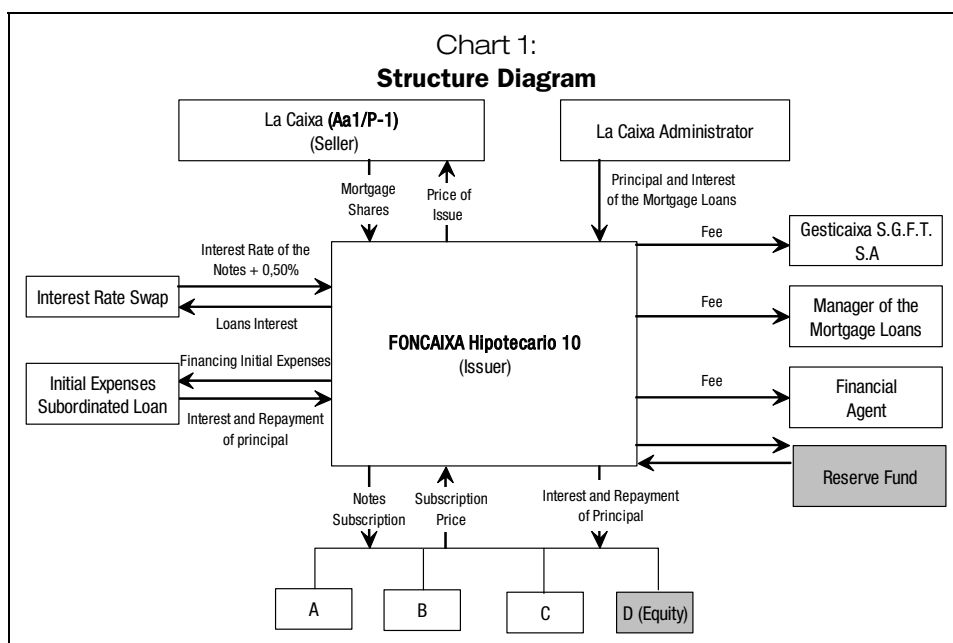 Chart 1:
Structure Diagram
La Caixa (Aa1/P-1)
(Seller)
La Caixa Administrator
Mortgage
Shares
Price of
Issue
Principal and Interest
of the Mortgage Loans
Interest Rate of the
Notes + 0,50%
Interest Rate Swap
Loans Interest
Financing Initial Expenses
Initial Expenses
Subordinated Loan
Interest and Repayment
of principal
FONCAIXA Hipotecario 10
(Issuer)
Fee
Gesticaixa S.G.F.T.
S.A
Fee
Manager of the
Mortgage Loans
Fee
Financial
Agent
Reserve Fund
Notes
Subscription
Subscription
Price
Interest and Repayment
of Principal
A
B
C
D (Equity)